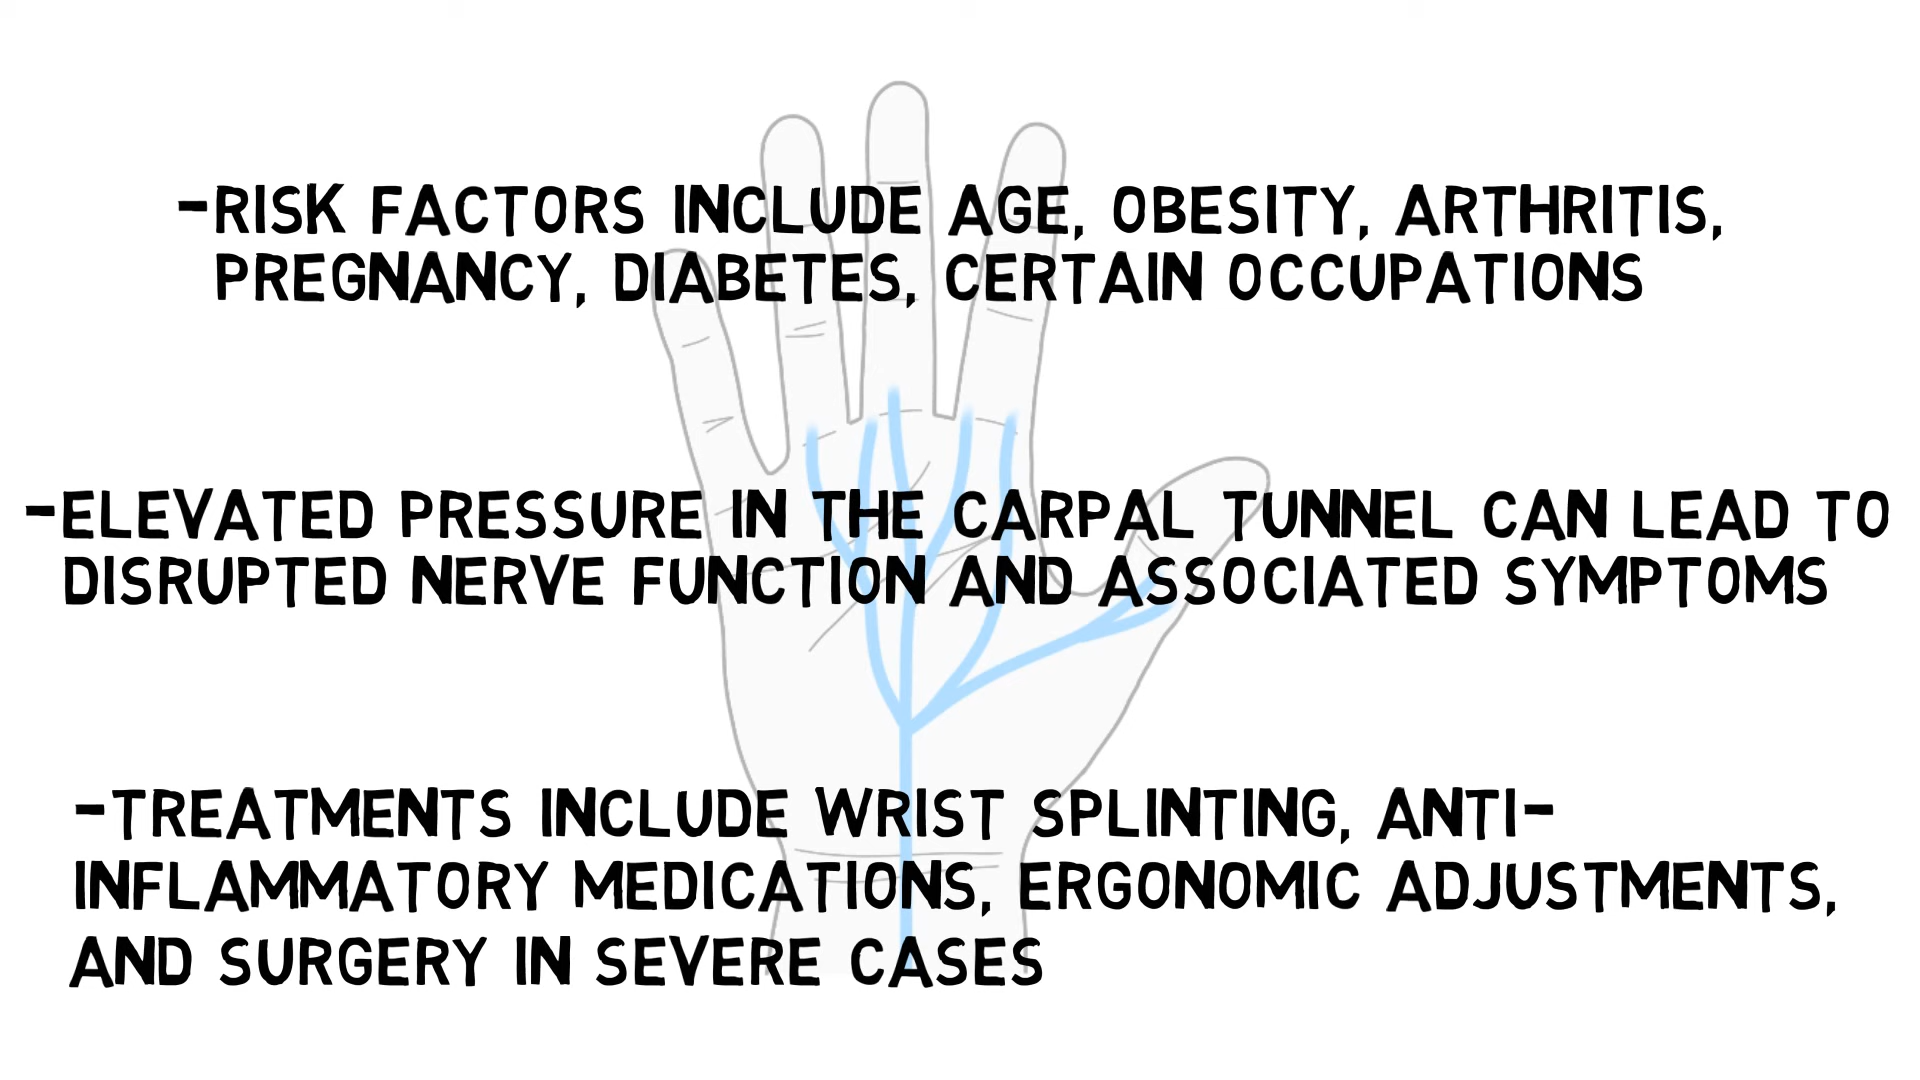 -RISK FACTORS INCLUDE AGE, OBESITY, ARTHRITIS,
PREGNANCY, DIABETES, CERTAIN OCCUPATIONS
-ELEVATED PRESSURE IN THE CARPAL TUNNEL CAN LEAD TO
DISRUPTED NERVE FUNCTION AND ASSOCIATED SYMPTOMS
-TREATMENTS INCLUDE WRIST SPLINTING, ANTI-
INFLAMMATORY MEDICATIONS, ERGONOMIC ADJUSTMENTS,
AND SURGERY IN SEVERE CASES